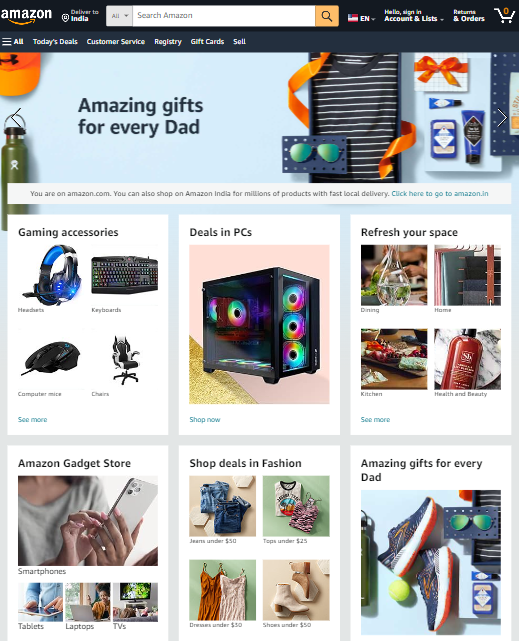 amazon
Deliver to
India
All
Search Amazon
EN
Hello, sign in
Account & Lists
Returns
& Orders
0
All
Today's Deals
Customer Service
Registry
Gift Cards
Sell
Amazing gifts
for every Dad
You are on amazon.com. You can also shop on Amazon India for millions of products with fast local delivery. Click here to go to amazon.in
Gaming accessories
Headsets
Keyboards
Computer mice
Chairs
See more
Deals in PCs
Shop now
Refresh your space
Dining
Home
Kitchen
Health and Beauty
See more
Amazon Gadget Store
Smartphones
Tablets
Laptops
TVs
Shop deals in Fashion
Jeans under $50
Tops under $25
Dresses under $30
Shoes under $50
Amazing gifts for every
Dad